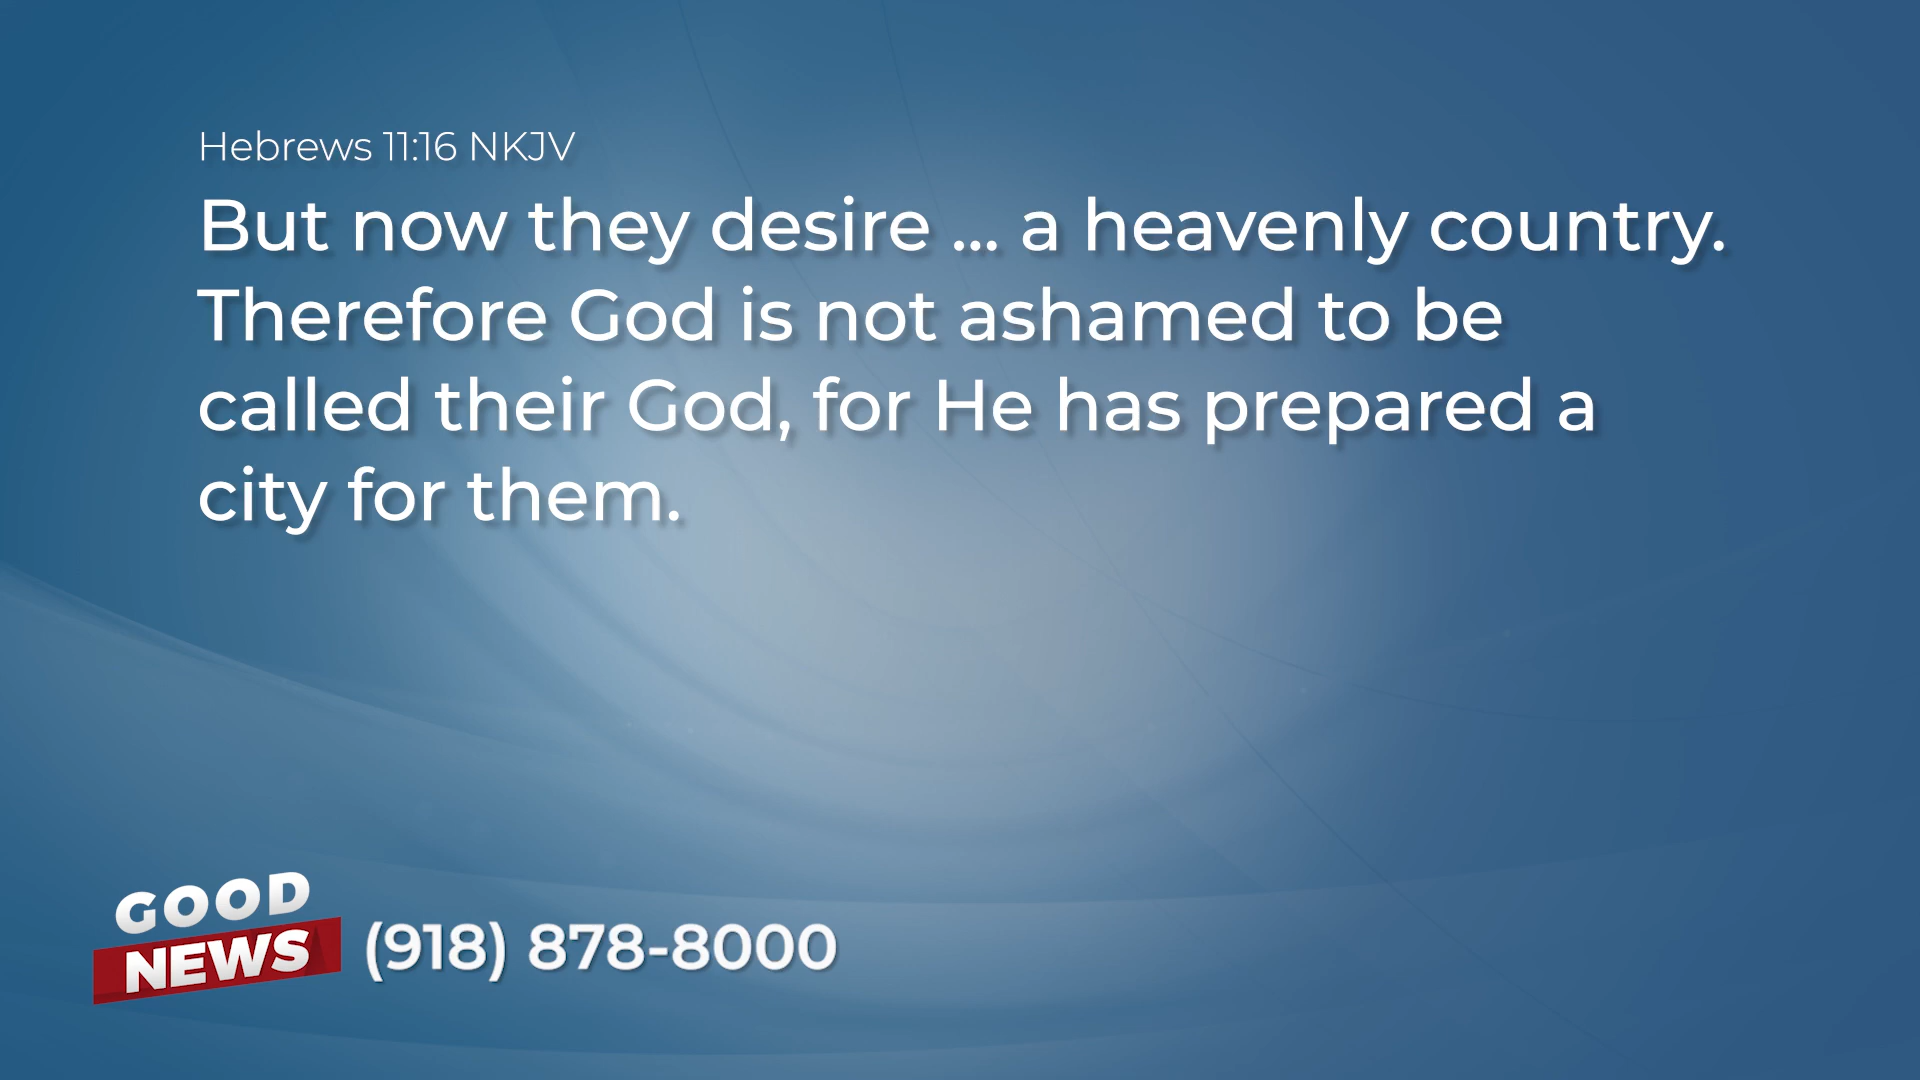 Hebrews 11:16 NKJV
But now they desire ... a heavenly country.
Therefore God is not ashamed to be
called their God, for He has prepared a
city for them.
GOOD
NEWS
(918) 878-8000